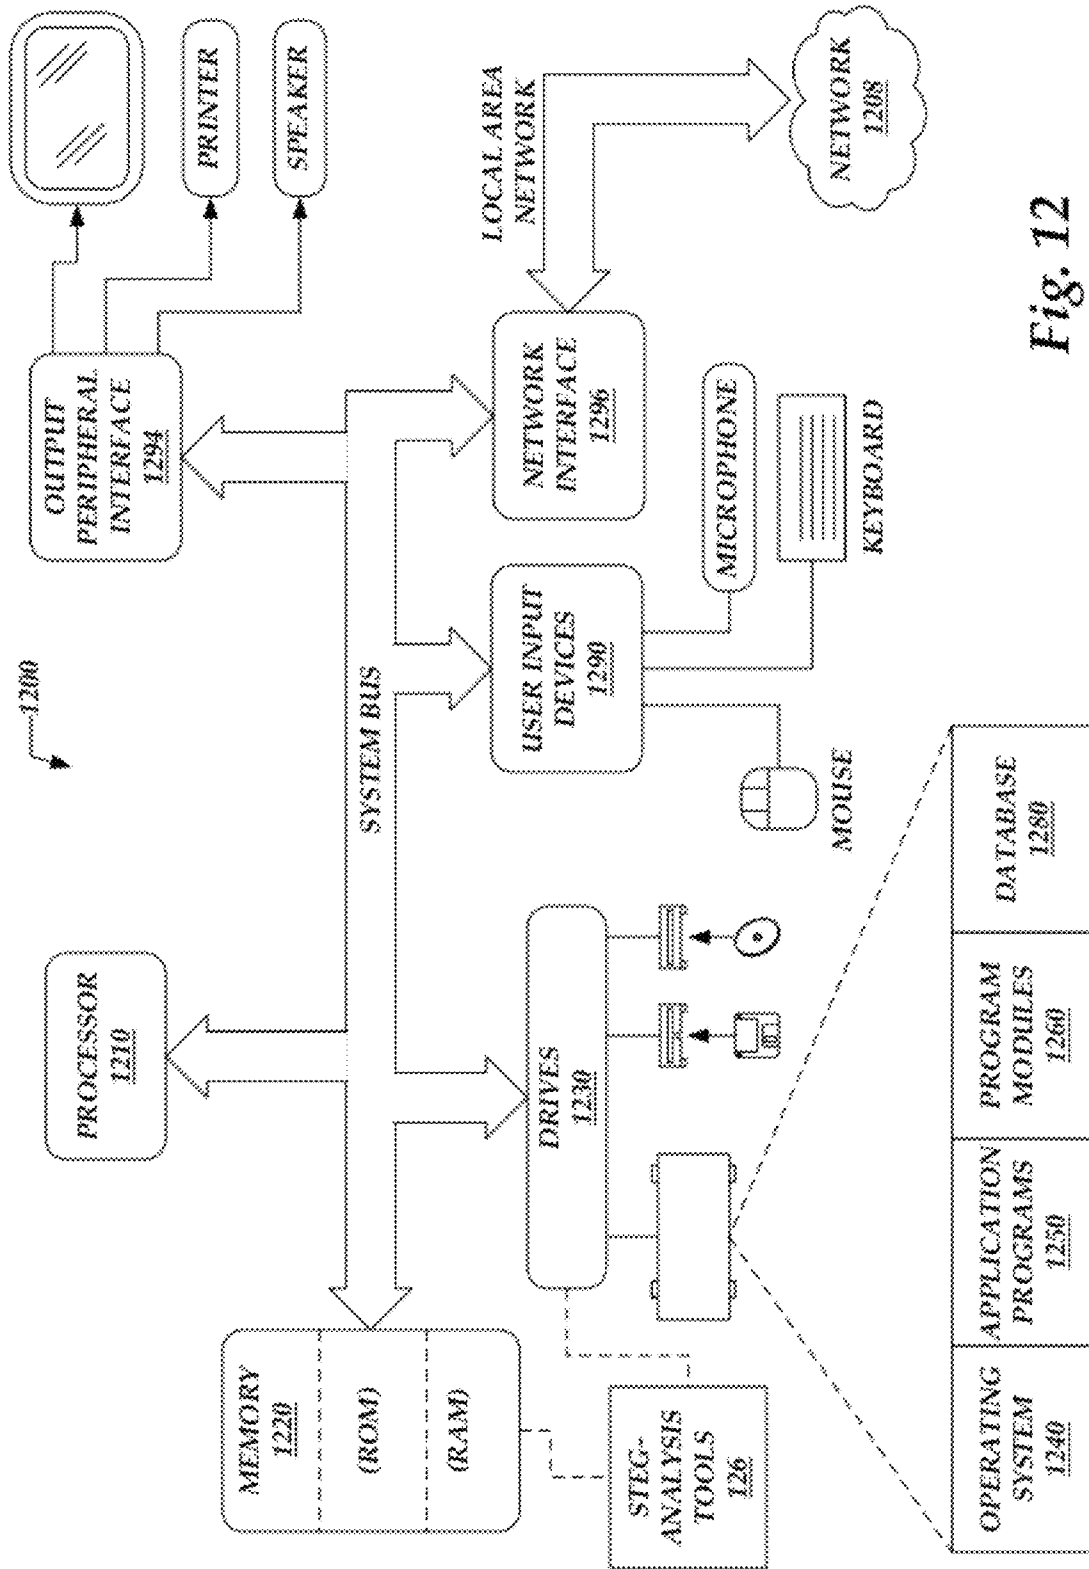 1200
PROCESSOR
1210
OUTPUT
PERIPHERAL
INTERFACE
1294
PRINTER
SPEAKER
MEMORY
1220
(ROM)
(RAM)
SYSTEM BUS
LOCAL AREA
NETWORK
STEG-
ANALYSIS
TOOLS
126
DRIVES
1230
USER INPUT
DEVICES
1290
NETWORK
INTERFACE
1296
MOUSE
MICROPHONE
KEYBOARD
NETWORK
1208
OPERATING
SYSTEM
1240
APPLICATION
PROGRAMS
1250
PROGRAM
MODULES
1260
DATABASE
1280
Fig. 12